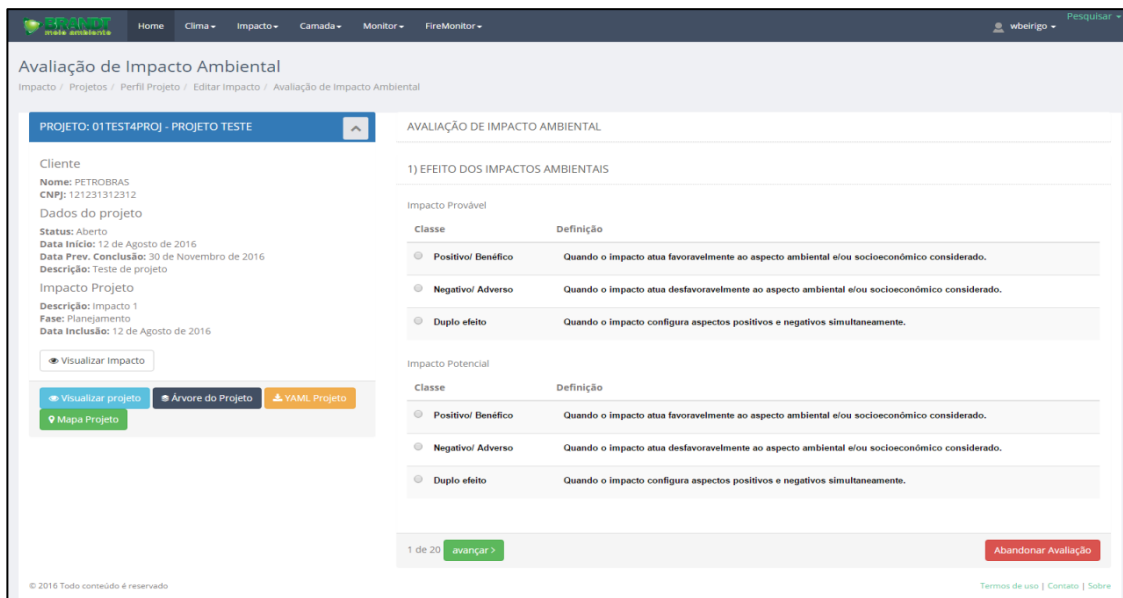 BRANDT
meio ambiente
Home Clima Impacto Camada Monitor FireMonitor
Pesquisar
wbeirigo
Avaliação de Impacto Ambiental
Impacto / Projetos / Perfil Projeto / Editar Impacto / Avaliação de Impacto Ambiental
PROJETO: 01TEST4PROJ - PROJETO TESTE
Cliente
Nome: PETROBRAS
CNPJ: 121231312312
Dados do projeto
Status: Aberto
Data Início: 12 de Agosto de 2016
Data Prev. Conclusão: 30 de Novembro de 2016
Descrição: Teste de projeto
Impacto Projeto
Descrição: Impacto 1
Fase: Planejamento
Data Inclusão: 12 de Agosto de 2016
Visualizar Impacto
Visualizar projeto Árvore do Projeto YAML Projeto
Mapa Projeto
AVALIAÇÃO DE IMPACTO AMBIENTAL
1) EFEITO DOS IMPACTOS AMBIENTAIS
Impacto Provável
Classe Definição
Positivo/ Benéfico Quando o impacto atua favoravelmente ao aspecto ambiental e/ou socioeconômico considerado.
Negativo/ Adverso Quando o impacto atua desfavoravelmente ao aspecto ambiental e/ou socioeconômico considerado.
Duplo efeito Quando o impacto configura aspectos positivos e negativos simultaneamente.
Impacto Potencial
Classe Definição
Positivo/ Benéfico Quando o impacto atua favoravelmente ao aspecto ambiental e/ou socioeconômico considerado.
Negativo/ Adverso Quando o impacto atua desfavoravelmente ao aspecto ambiental e/ou socioeconômico considerado.
Duplo efeito Quando o impacto configura aspectos positivos e negativos simultaneamente.
1 de 20 avançar > Abandonar Avaliação
© 2016 Todo conteúdo é reservado
Termos de uso | Contato | Sobre